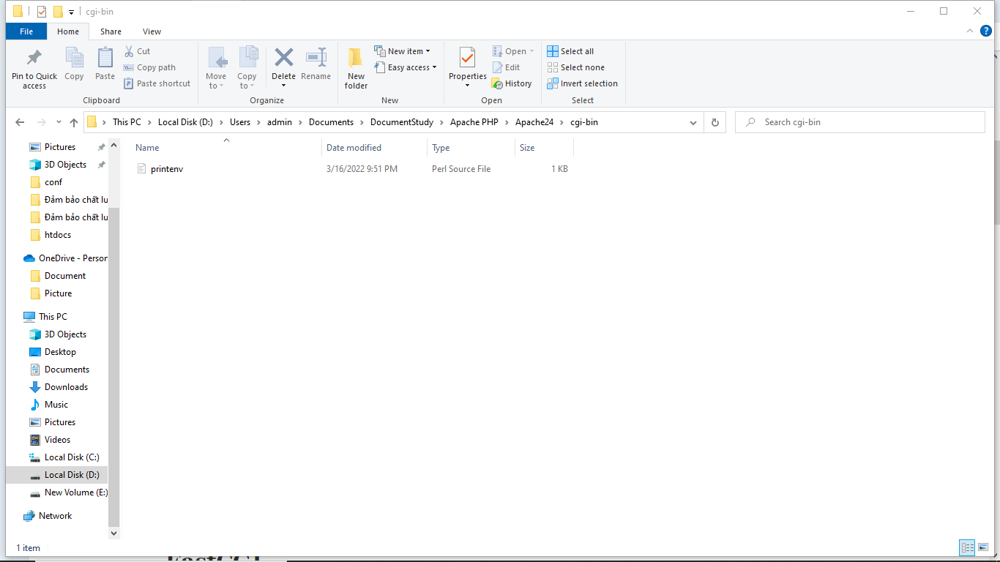 cgi-bin
File Home Share View
Pin to Quick access
Copy
Paste
Cut
Copy path
Paste shortcut
Clipboard
Move to
Copy to
Delete
Rename
Organize
New folder
New item
Easy access
New
Properties
Open
Edit
History
Open
Select all
Select none
Invert selection
Select
This PC Local Disk (D:) Users admin Documents DocumentStudy Apache PHP Apache24 cgi-bin
Search cgi-bin
Pictures
3D Objects
conf
Đảm bảo chất lu
Đảm bảo chất lu
htdocs
OneDrive - Person
Document
Picture
This PC
3D Objects
Desktop
Documents
Downloads
Music
Pictures
Videos
Local Disk (C:)
Local Disk (D:)
New Volume (E:)
Network
Name Date modified Type Size
printenv 3/16/2022 9:51 PM Perl Source File 1 KB
1 item